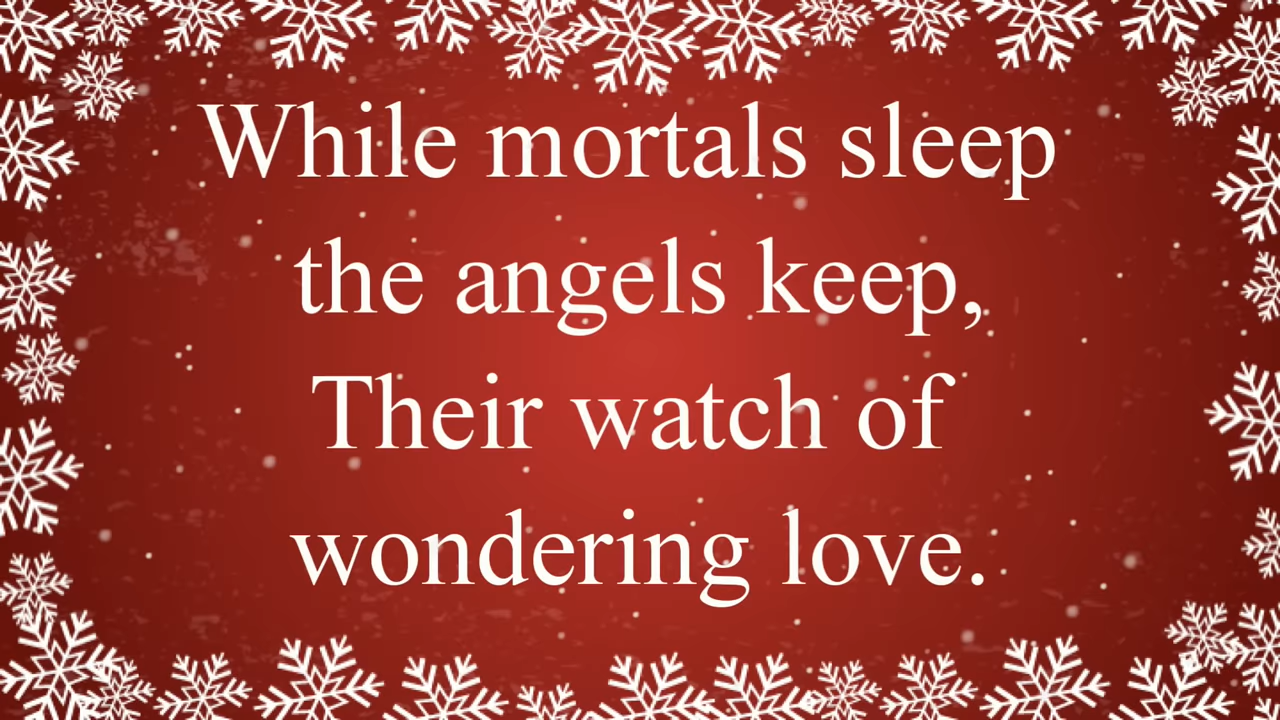 While mortals sleep
the angels keep,
Their watch of
wondering love.